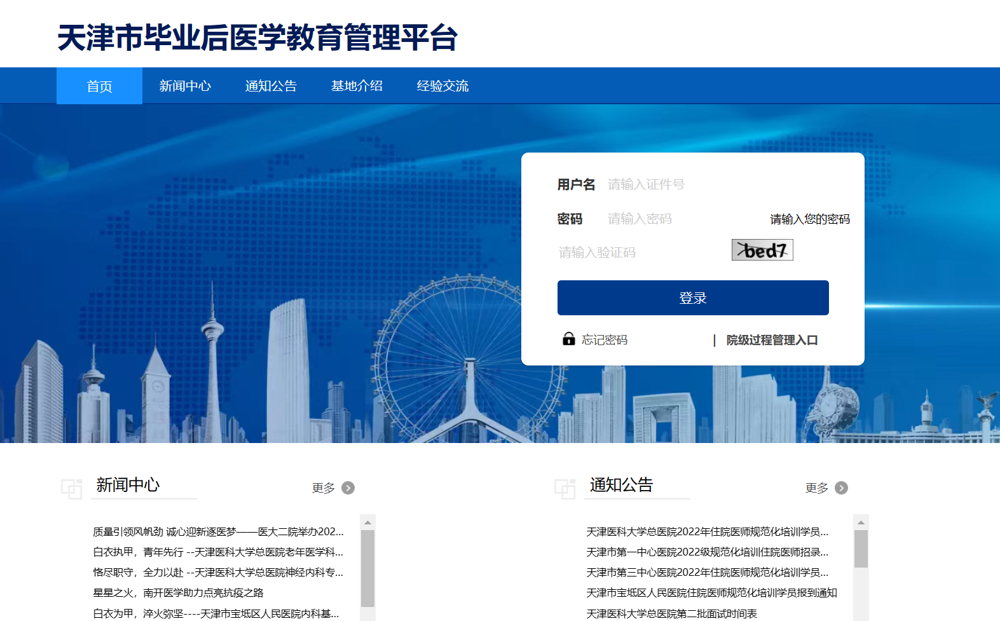 天津市毕业后医学教育管理平台
首页
新闻中心
通知公告
基地介绍
经验交流
用户名 请输入证件号
密码 请输入密码 请输入您的密码
请输入验证码 bed7
登录
忘记密码 | 院级过程管理入口
新闻中心 更多
质量引领风帆劲 诚心迎新逐医梦——医大二院举办202...
白衣执甲，青年先行 --天津医科大学总医院老年医学科...
恪尽职守，全力以赴 --天津医科大学总医院神经内科专...
星星之火，南开医学助力点亮抗疫之路
白衣为甲，淬火弥坚----天津市宝坻区人民医院内科基...
通知公告 更多
天津医科大学总医院2022年住院医师规范化培训学员...
天津市第一中心医院2022级规范化培训住院医师招录...
天津市第三中心医院2022年住院医师规范化培训学员...
天津市宝坻区人民医院住院医师规范化培训学员报到通知
天津医科大学总医院第二批面试时间表